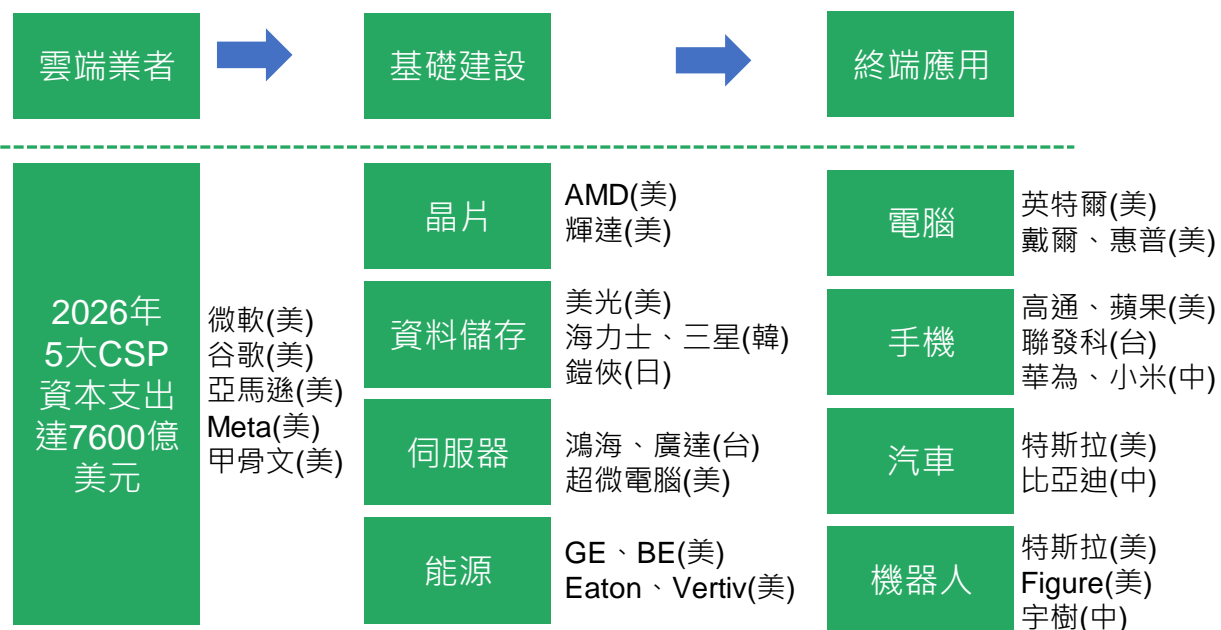 雲端業者
基礎建設
終端應用
2026年
5大CSP
資本支出
達7600億
美元
微軟(美)
谷歌(美)
亞馬遜(美)
Meta(美)
甲骨文(美)
晶片
AMD(美)
輝達(美)
資料儲存
美光(美)
海力士、三星(韓)
鎧俠(日)
伺服器
鴻海、廣達(台)
超微電腦(美)
能源
GE、BE(美)
Eaton、Vertiv(美)
電腦
英特爾(美)
戴爾、惠普(美)
手機
高通、蘋果(美)
聯發科(台)
華為、小米(中)
汽車
特斯拉(美)
比亞迪(中)
機器人
特斯拉(美)
Figure(美)
宇樹(中)